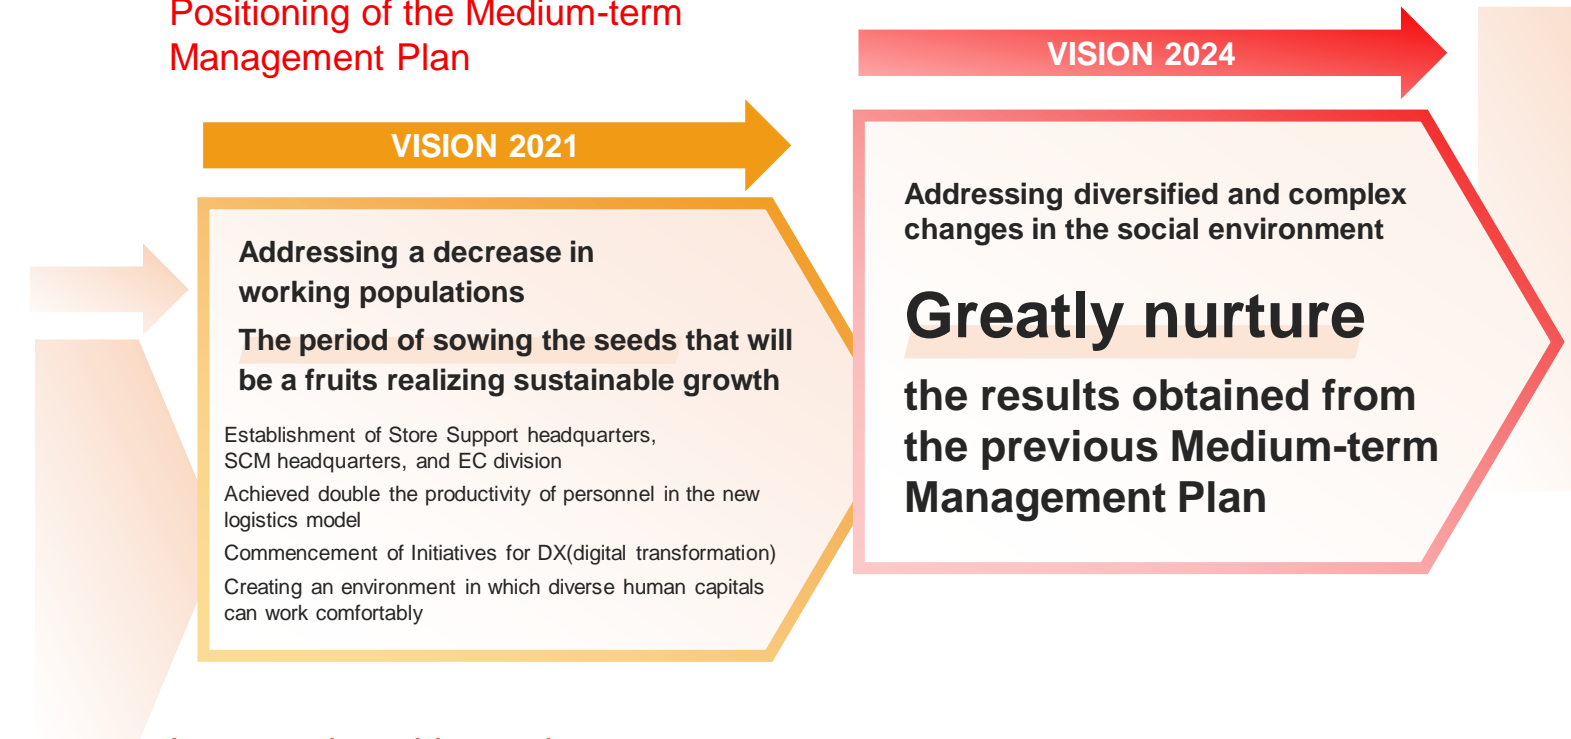 Positioning of the Medium-term
Management Plan
VISION 2021
Addressing a decrease in
working populations
The period of sowing the seeds that will
be a fruits realizing sustainable growth
Establishment of Store Support headquarters,
SCM headquarters, and EC division
Achieved double the productivity of personnel in the new
logistics model
Commencement of Initiatives for DX(digital transformation)
Creating an environment in which diverse human capitals
can work comfortably
VISION 2024
Addressing diversified and complex
changes in the social environment
Greatly nurture
the results obtained from
the previous Medium-term
Management Plan